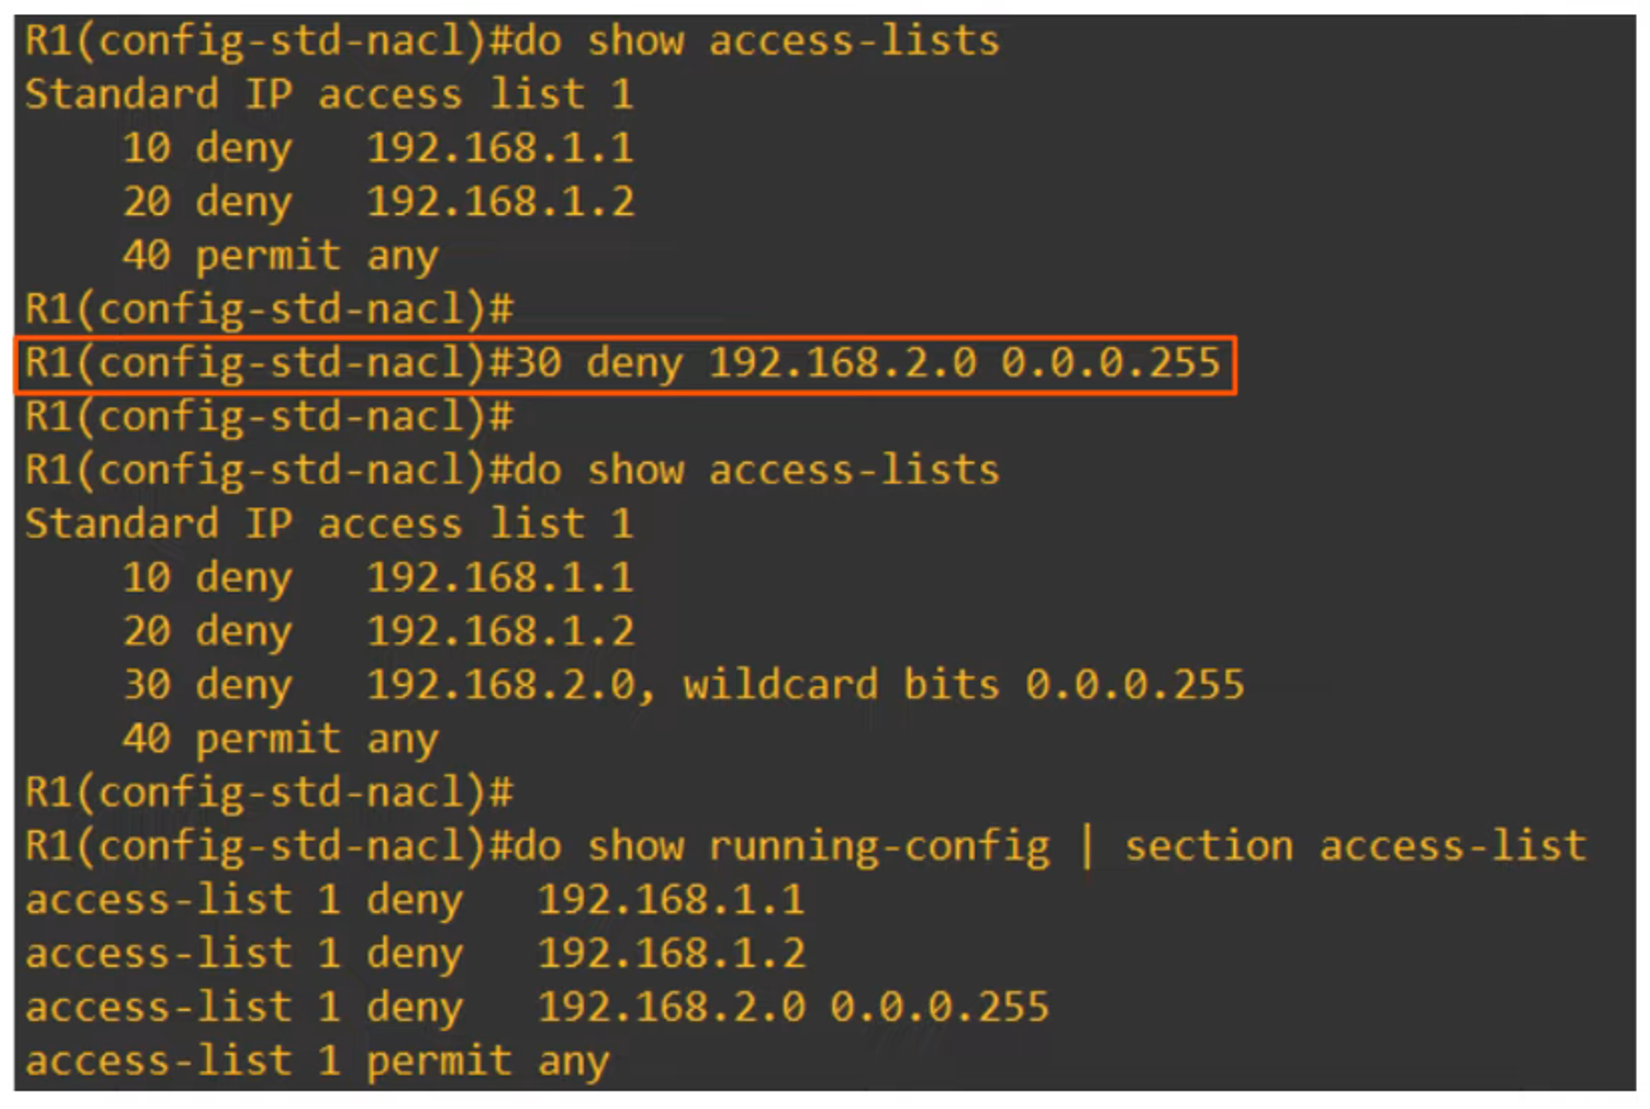 R1(config-std-nacl)#do show access-lists
Standard IP access list 1
    10 deny   192.168.1.1
    20 deny   192.168.1.2
    40 permit any
R1(config-std-nacl)#
R1(config-std-nacl)#30 deny 192.168.2.0 0.0.0.255
R1(config-std-nacl)#
R1(config-std-nacl)#do show access-lists
Standard IP access list 1
    10 deny   192.168.1.1
    20 deny   192.168.1.2
    30 deny   192.168.2.0, wildcard bits 0.0.0.255
    40 permit any
R1(config-std-nacl)#
R1(config-std-nacl)#do show running-config | section access-list
access-list 1 deny   192.168.1.1
access-list 1 deny   192.168.1.2
access-list 1 deny   192.168.2.0 0.0.0.255
access-list 1 permit any